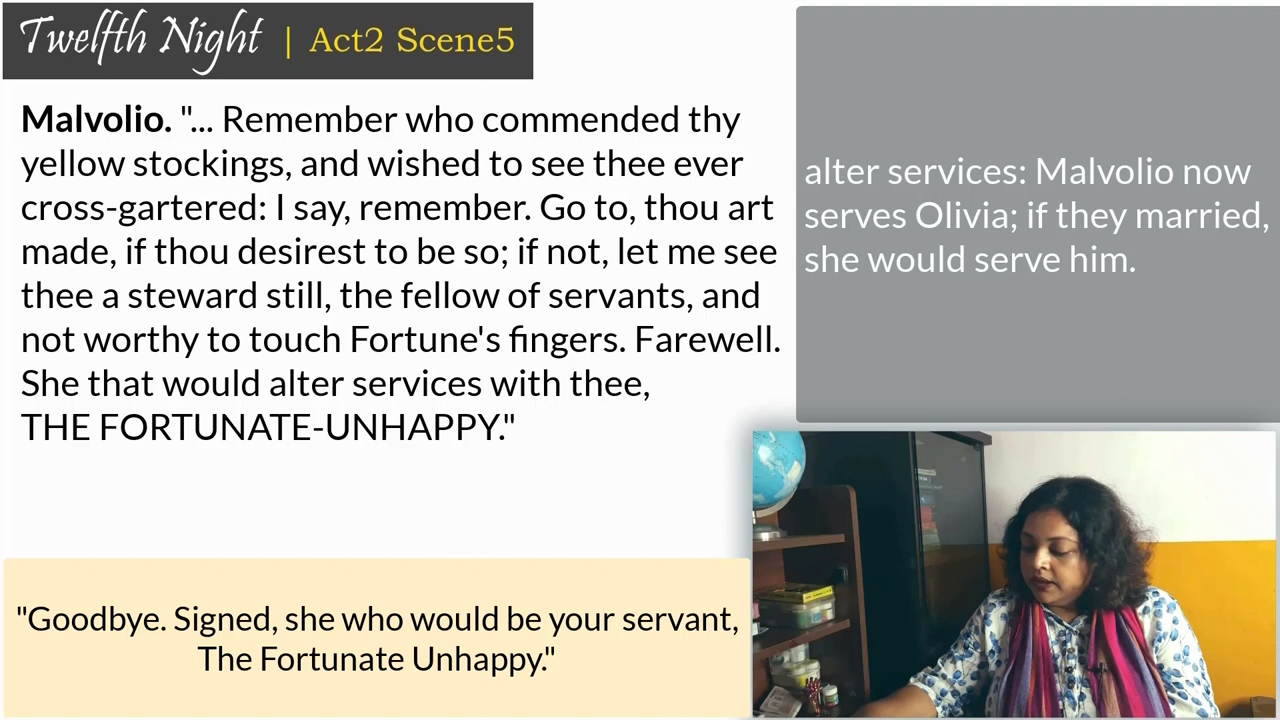 Twelfth Night | Act2 Scene5
Malvolio. "... Remember who commended thy
yellow stockings, and wished to see thee ever
cross-gartered: I say, remember. Go to, thou art
made, if thou desirest to be so; if not, let me see
thee a steward still, the fellow of servants, and
not worthy to touch Fortune's fingers. Farewell.
She that would alter services with thee,
THE FORTUNATE-UNHAPPY."
alter services: Malvolio now
serves Olivia; if they married,
she would serve him.
"Goodbye. Signed, she who would be your servant,
The Fortunate Unhappy."